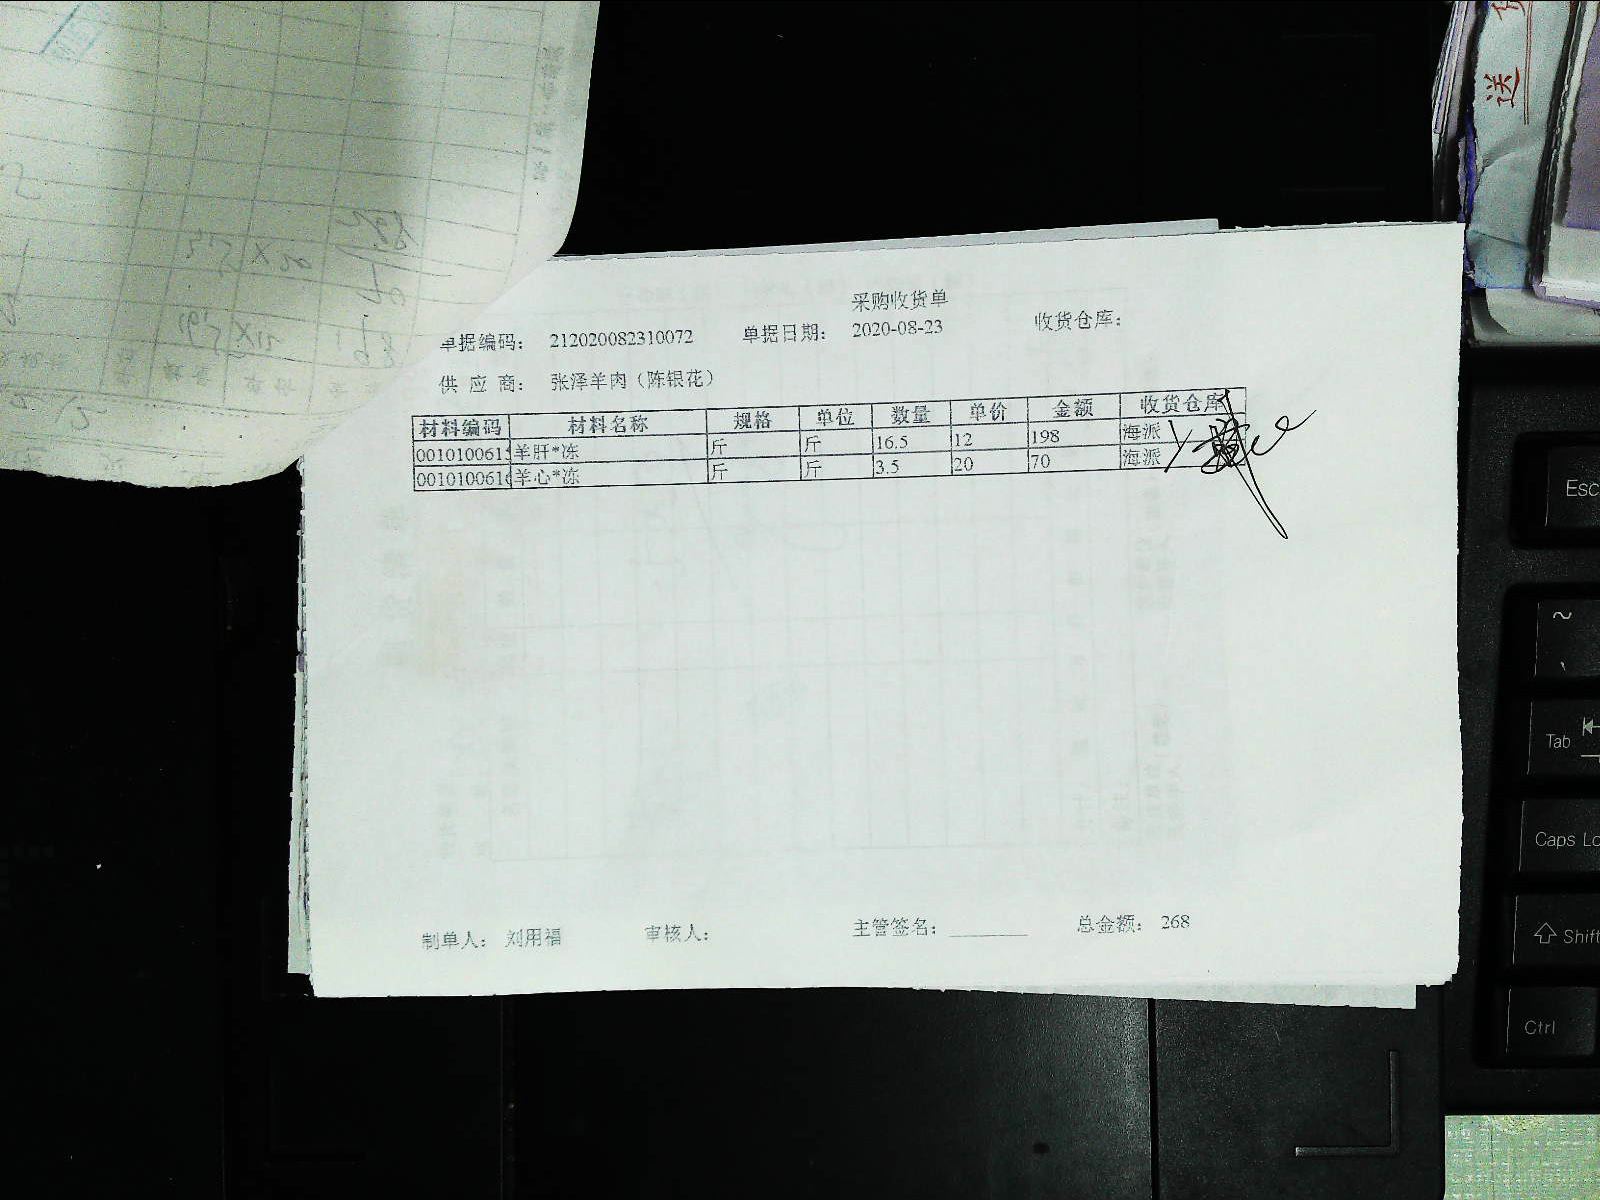 采购收货单
单据编码： 212020082310072 单据日期： 2020-08-23 收货仓库：
供 应 商： 张泽羊肉（陈银花）
材料编码 材料名称 规格 单位 数量 单价 金额 收货仓库
001010061 羊肝*冻 斤 斤 16.5 12 198 海派
001010061 羊心*冻 斤 斤 3.5 20 70 海派
制单人： 刘用福 审核人： 主管签名： 总金额： 268
送
Esc
~
Tab
Caps Lo
Shift
Ctrl